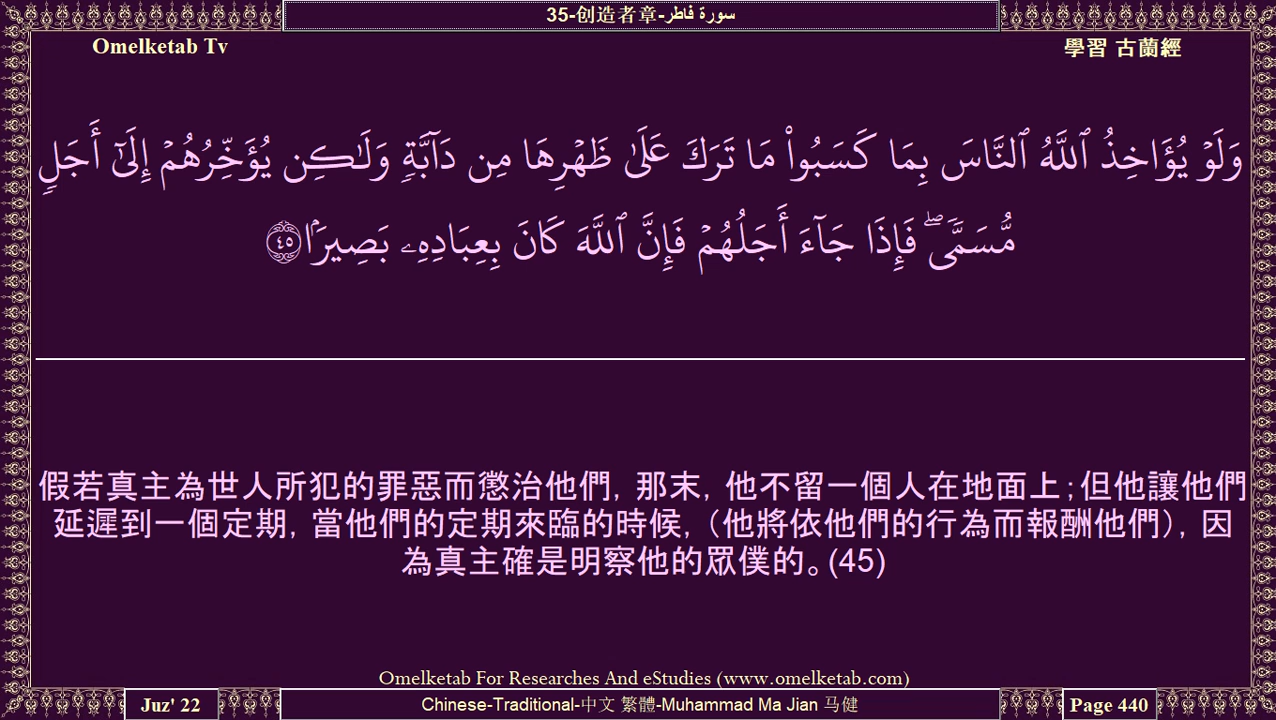 35-创造者章-سورة فاطر
Omelketab Tv
學習 古蘭經
وَلَوۡ يُؤَاخِذُ ٱللَّهُ ٱلنَّاسَ بِمَا كَسَبُواْ مَا تَرَكَ عَلَىٰ ظَهۡرِهَا مِن دَآبَّةٖ وَلَٰكِن يُؤَخِّرُهُمۡ إِلَىٰٓ أَجَلٖ
مُّسَمّٗىۖ فَإِذَا جَآءَ أَجَلُهُمۡ فَإِنَّ ٱللَّهَ كَانَ بِعِبَادِهِۦ بَصِيرَۢا ٤٥
假若真主為世人所犯的罪惡而懲治他們，那末，他不留一個人在地面上；但他讓他們
延遲到一個定期，當他們的定期來臨的時候，（他將依他們的行為而報酬他們），因
為真主確是明察他的眾僕的。(45)
Omelketab For Researches And eStudies (www.omelketab.com)
Juz' 22
Chinese-Traditional-中文 繁體-Muhammad Ma Jian 马健
Page 440